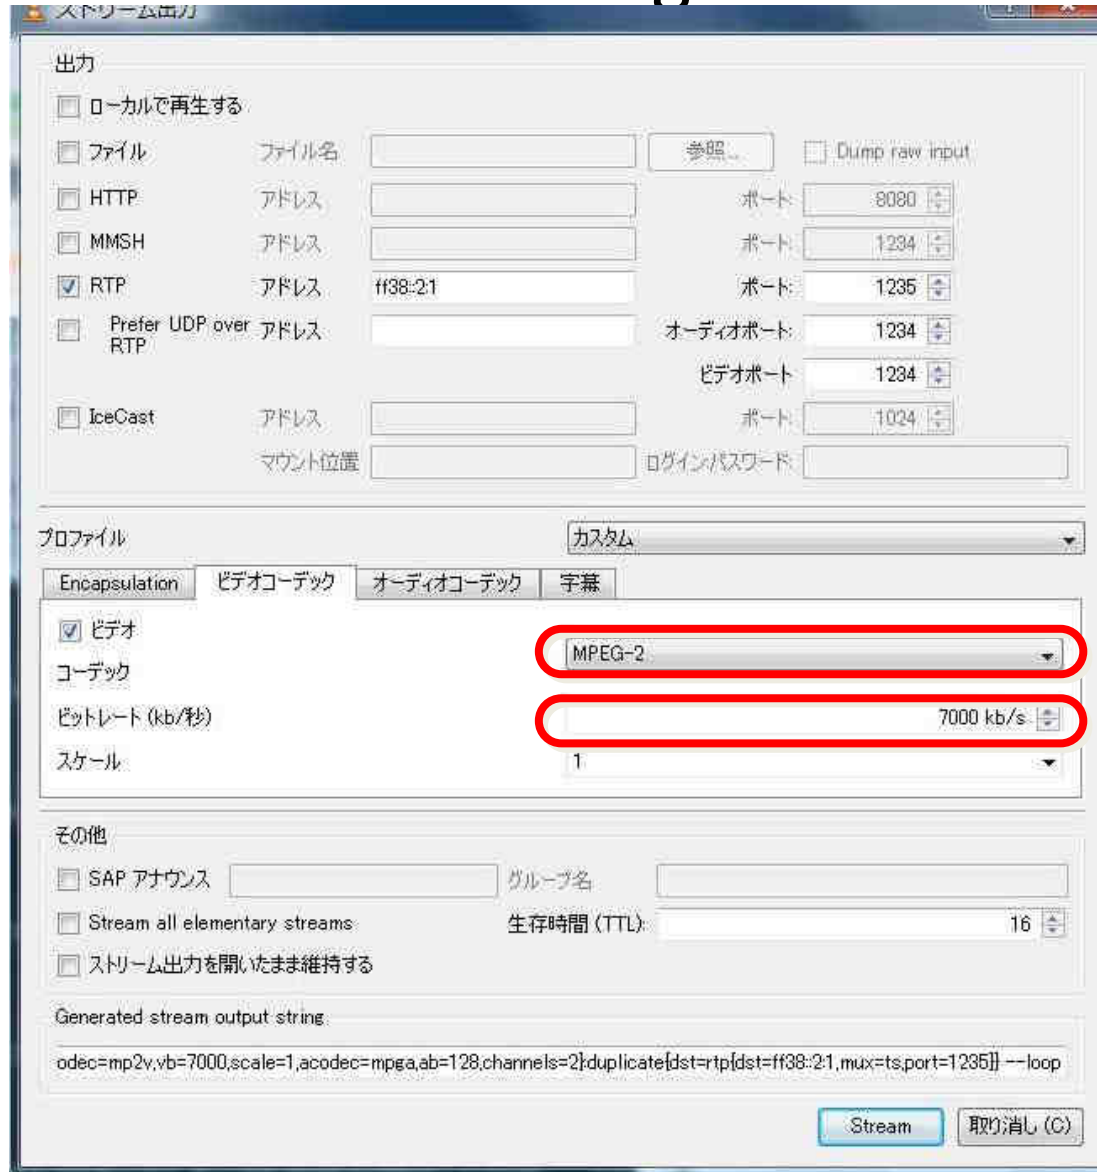 ストリーム出力
出力
ローカルで再生する
ファイル ファイル名 参照... Dump raw input
HTTP アドレス ポート: 8080
MMSH アドレス ポート: 1234
RTP アドレス ff38::2:1 ポート: 1235
Prefer UDP over RTP アドレス オーディオポート: 1234
ビデオポート 1234
IceCast アドレス ポート: 1024
マウント位置 ログインパスワード:
プロファイル カスタム
Encapsulation ビデオコーデック オーディオコーデック 字幕
ビデオ
コーデック MPEG-2
ビットレート (kb/秒) 7000 kb/s
スケール 1
その他
SAP アナウンス グループ名
Stream all elementary streams 生存時間 (TTL): 16
ストリーム出力を開いたまま維持する
Generated stream output string
odec=mp2v,vb=7000,scale=1,acodec=mpga,ab=128,channels=2}:duplicate{dst=rtp{dst=ff38::2:1,mux=ts,port=1235}} --loop
Stream 取り消し (C)